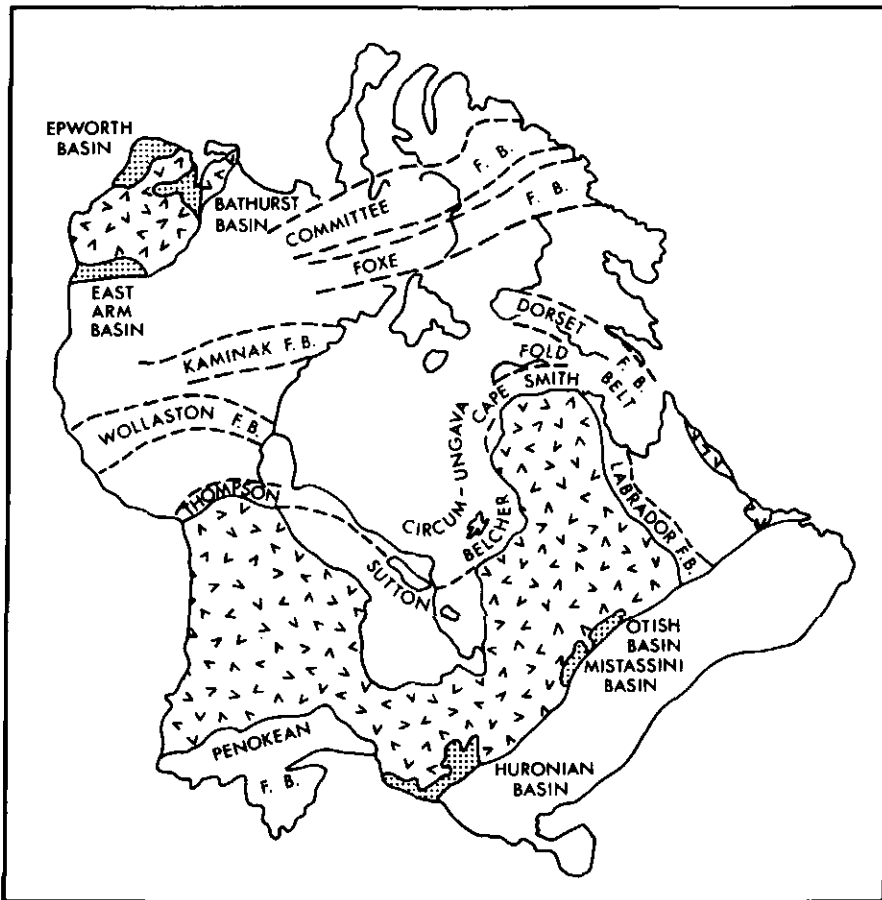 EPWORTH
BASIN
BATHURST
BASIN
COMMITTEE F. B.
FOXE F. B.
EAST
ARM
BASIN
DORSET F. B.
KAMINAK F. B.
FOLD BELT
CAPE SMITH
WOLLASTON F. B.
CIRCUM-UNGAVA
THOMPSON
LABRADOR F. B.
BELCHER
SUTTON
OTISH
BASIN
MISTASSINI
BASIN
PENOKEAN
F. B.
HURONIAN
BASIN